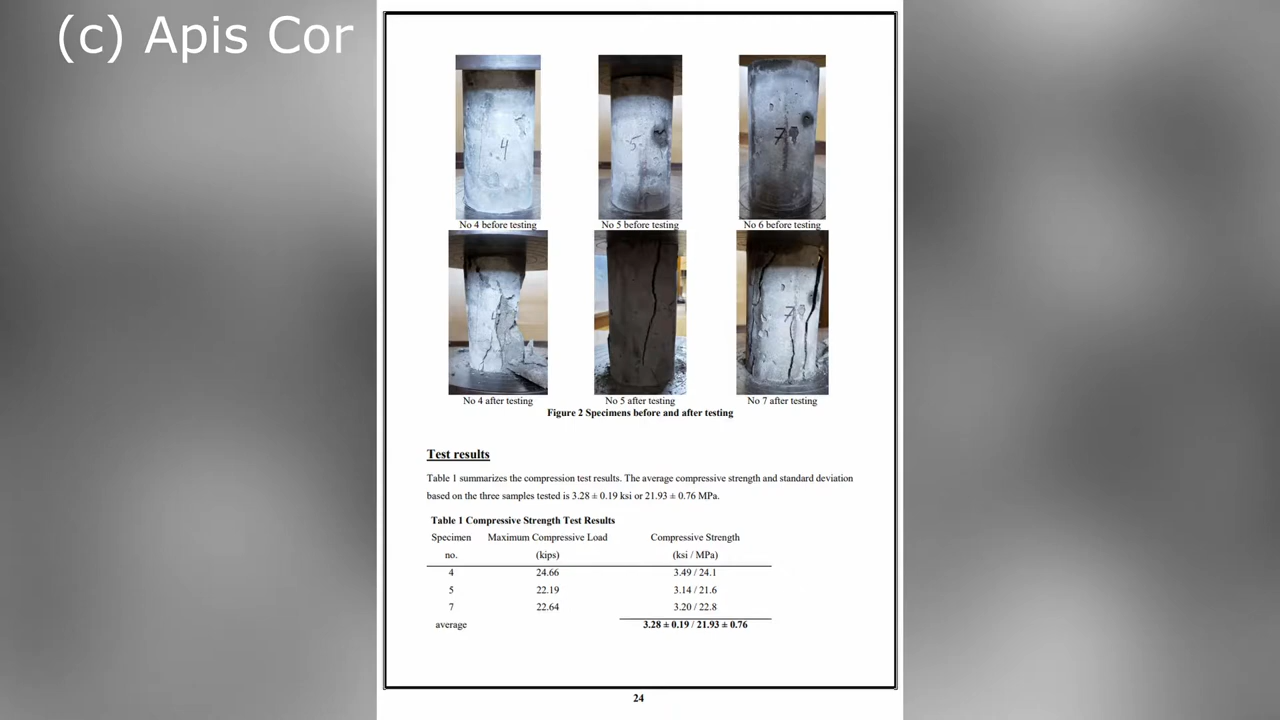 (c) Apis Cor
4
5
7
No 4 before testing
No 5 before testing
No 6 before testing
7
No 4 after testing
No 5 after testing
No 7 after testing
Figure 2 Specimens before and after testing
Test results
Table 1 summarizes the compression test results. The average compressive strength and standard deviation
based on the three samples tested is 3.28 ± 0.19 ksi or 21.93 ± 0.76 MPa.
Table 1 Compressive Strength Test Results
Specimen Maximum Compressive Load Compressive Strength
no. (kips) (ksi / MPa)
4 24.66 3.49 / 24.1
5 22.19 3.14 / 21.6
7 22.64 3.20 / 22.8
average 3.28 ± 0.19 / 21.93 ± 0.76
24